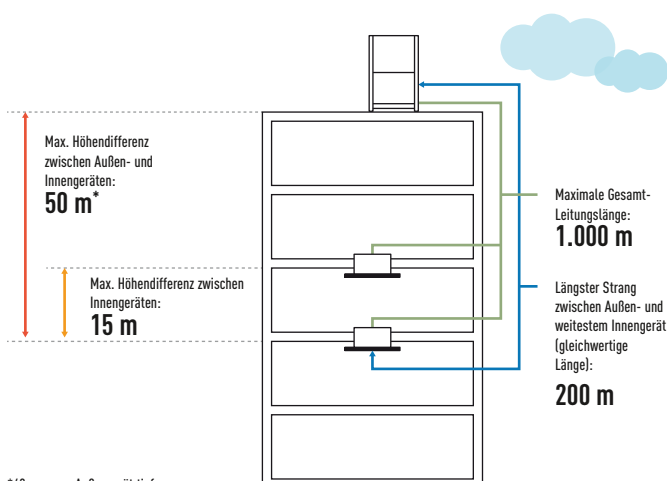 Max. Höhendifferenz
zwischen Außen- und
Innengeräten:
50 m*
Max. Höhendifferenz zwischen
Innengeräten:
15 m
Maximale Gesamt-
Leitungslänge:
1.000 m
Längster Strang
zwischen Außen- und
weitestem Innengerät
(gleichwertige
Länge):
200 m